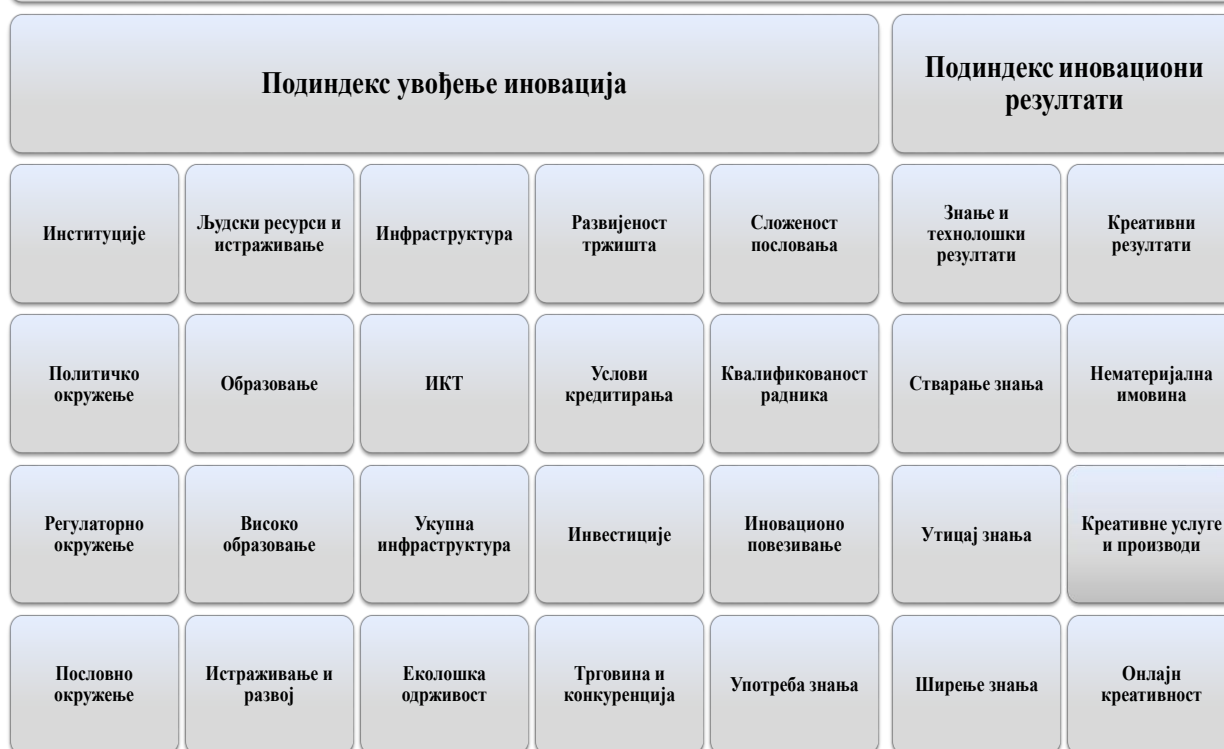 Подиндекс увођење иновација
Подиндекс иновациони
резултати
Институције
Људски ресурси и
истраживање
Инфраструктура
Развијеност
тржишта
Сложеност
пословања
Знање и
технолошки
резултати
Креативни
резултати
Политичко
окружење
Образовање
ИКТ
Услови
кредитирања
Квалификованост
радника
Стварање знања
Нематеријална
имовина
Регулаторно
окружење
Високо
образовање
Укупна
инфраструктура
Инвестиције
Иновационо
повезивање
Утицај знања
Креативне услуге
и производи
Пословно
окружење
Истраживање и
развој
Еколошка
одрживост
Трговина и
конкуренција
Употреба знања
Ширење знања
Онлајн
креативност